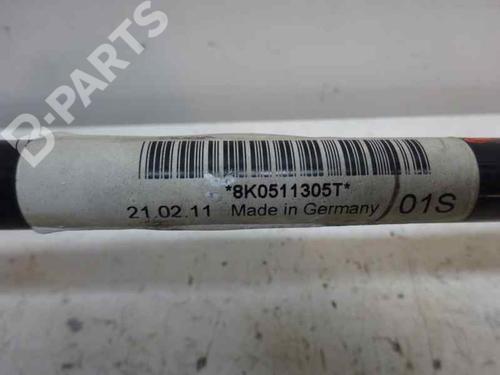 B-PARTS
*8K0511305T*
21.02.11 Made in Germany
01S